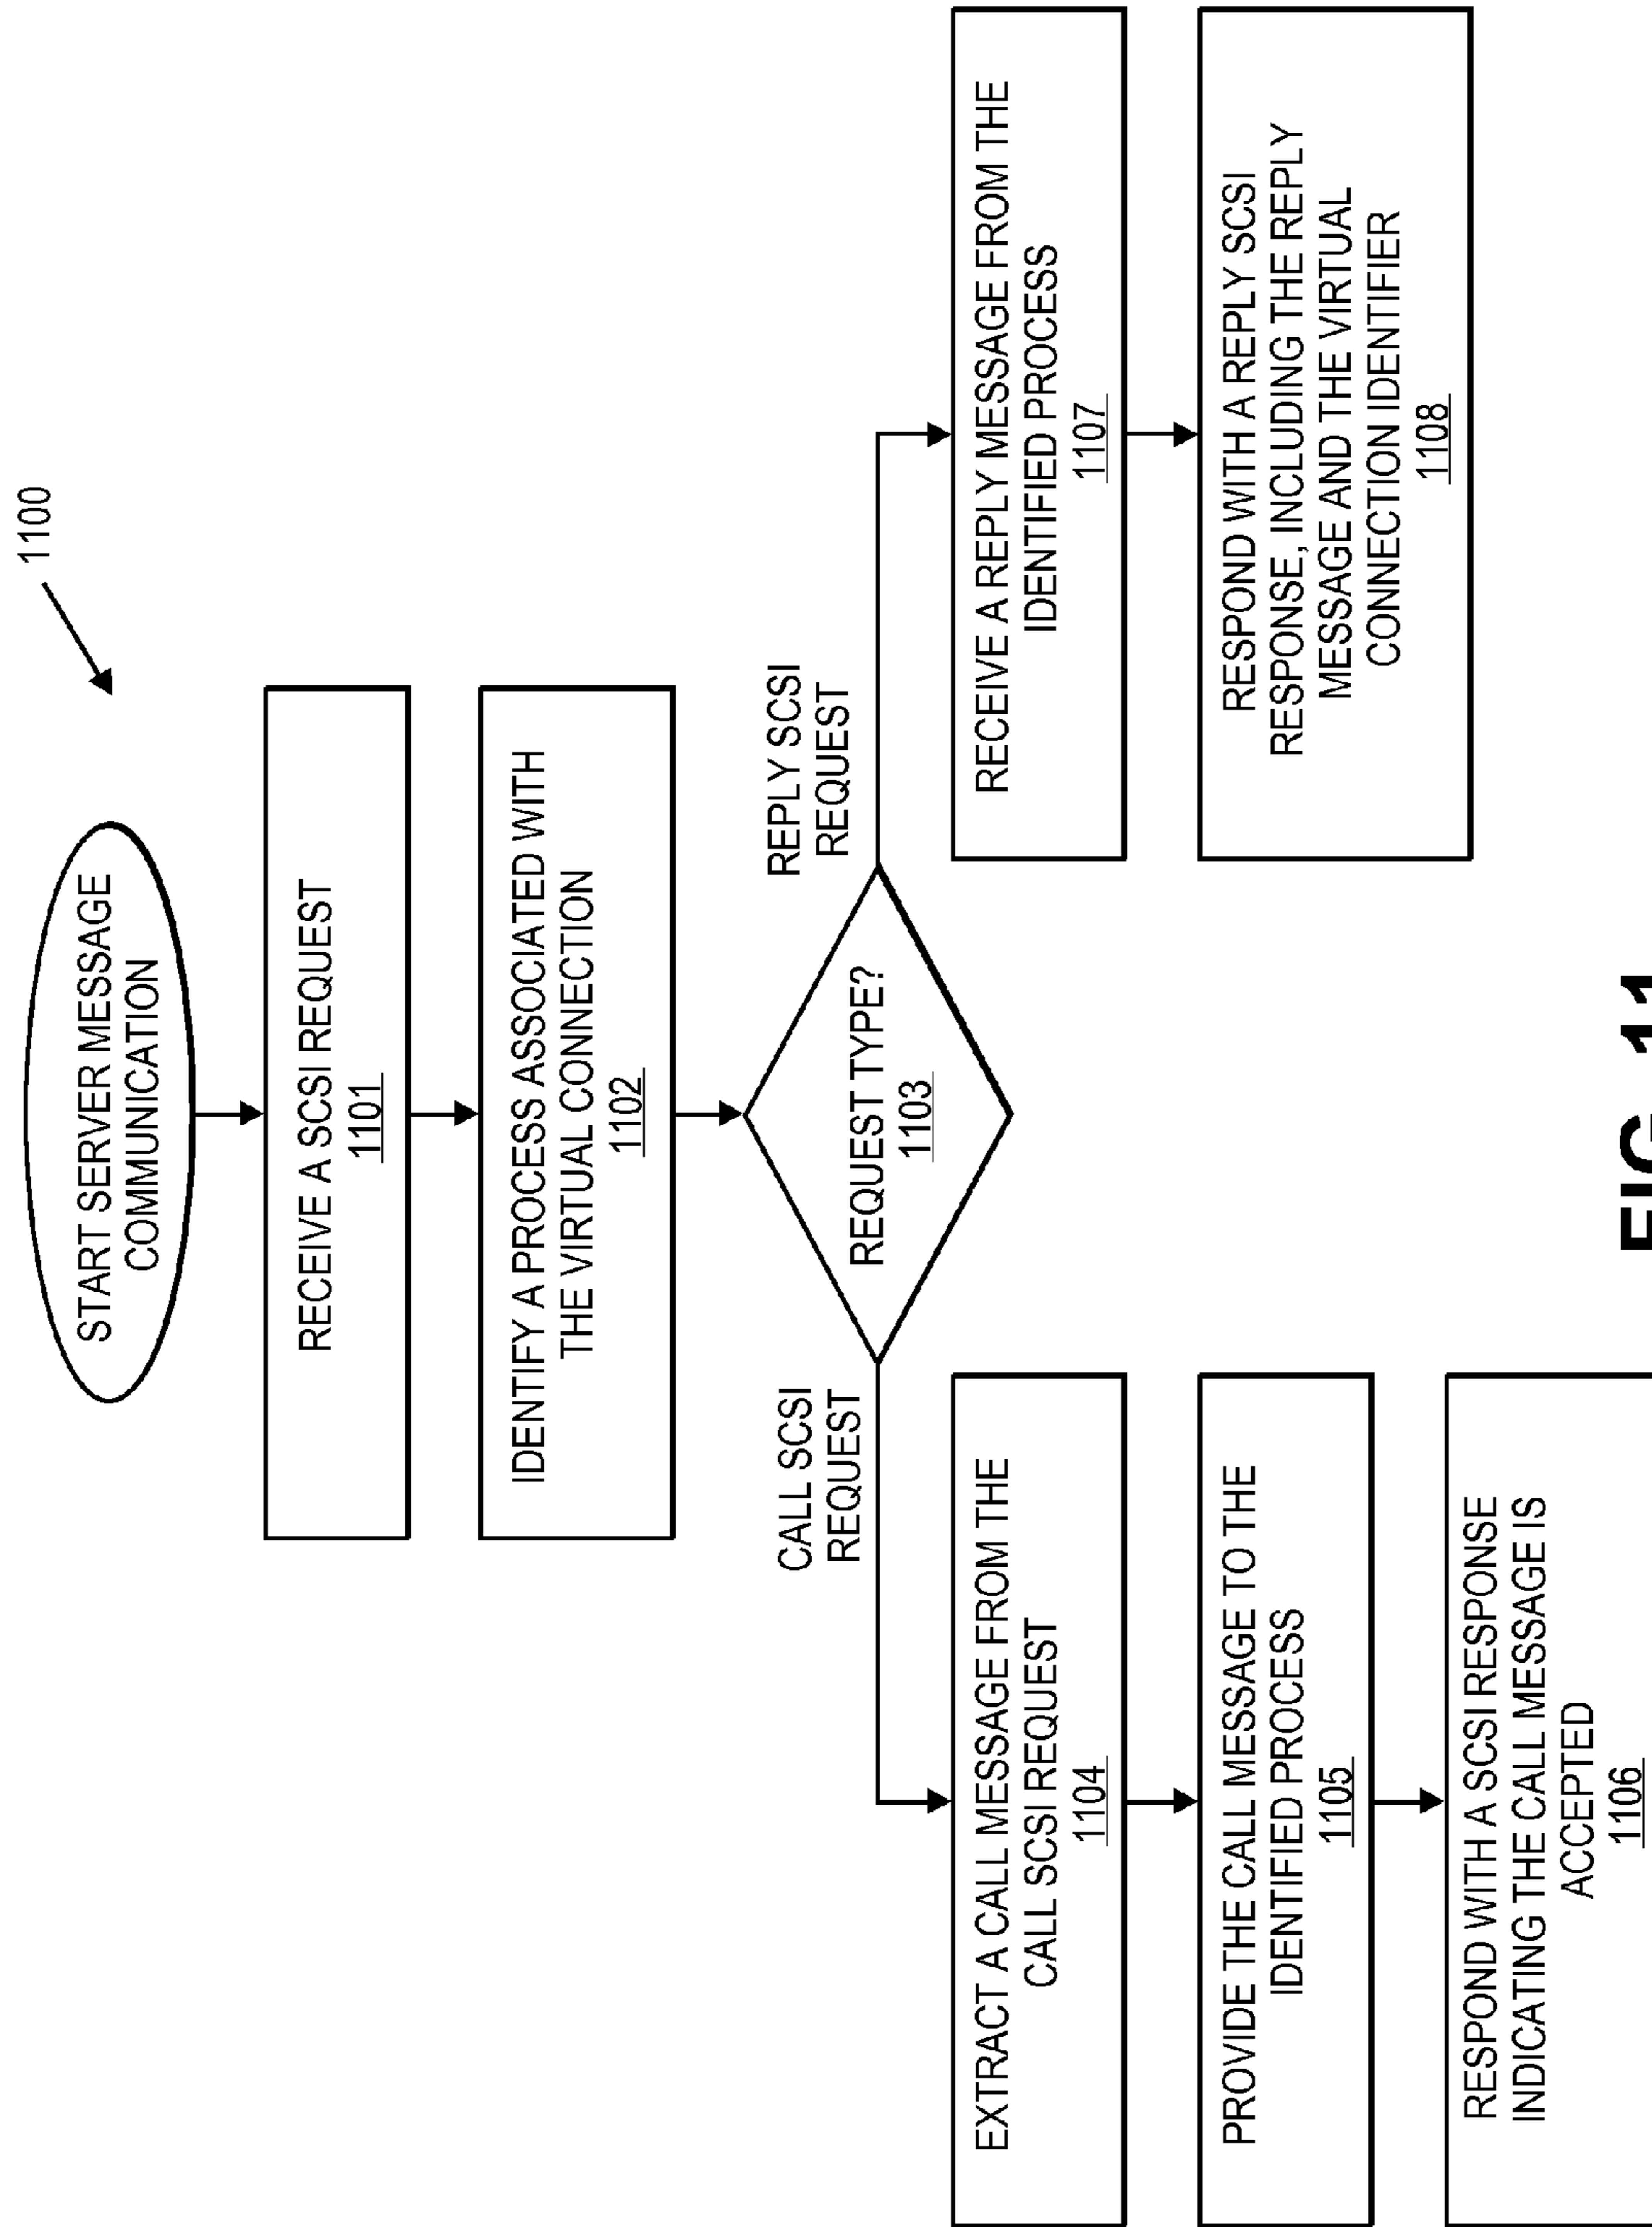 1100
START SERVER MESSAGE
COMMUNICATION
RECEIVE A SCSI REQUEST
1101
IDENTIFY A PROCESS ASSOCIATED WITH
THE VIRTUAL CONNECTION
1102
REQUEST TYPE?
1103
CALL SCSI
REQUEST
REPLY SCSI
REQUEST
EXTRACT A CALL MESSAGE FROM THE
CALL SCSI REQUEST
1104
PROVIDE THE CALL MESSAGE TO THE
IDENTIFIED PROCESS
1105
RESPOND WITH A SCSI RESPONSE
INDICATING THE CALL MESSAGE IS
ACCEPTED
1106
RECEIVE A REPLY MESSAGE FROM THE
IDENTIFIED PROCESS
1107
RESPOND WITH A REPLY SCSI
RESPONSE, INCLUDING THE REPLY
MESSAGE AND THE VIRTUAL
CONNECTION IDENTIFIER
1108
FIG. 11